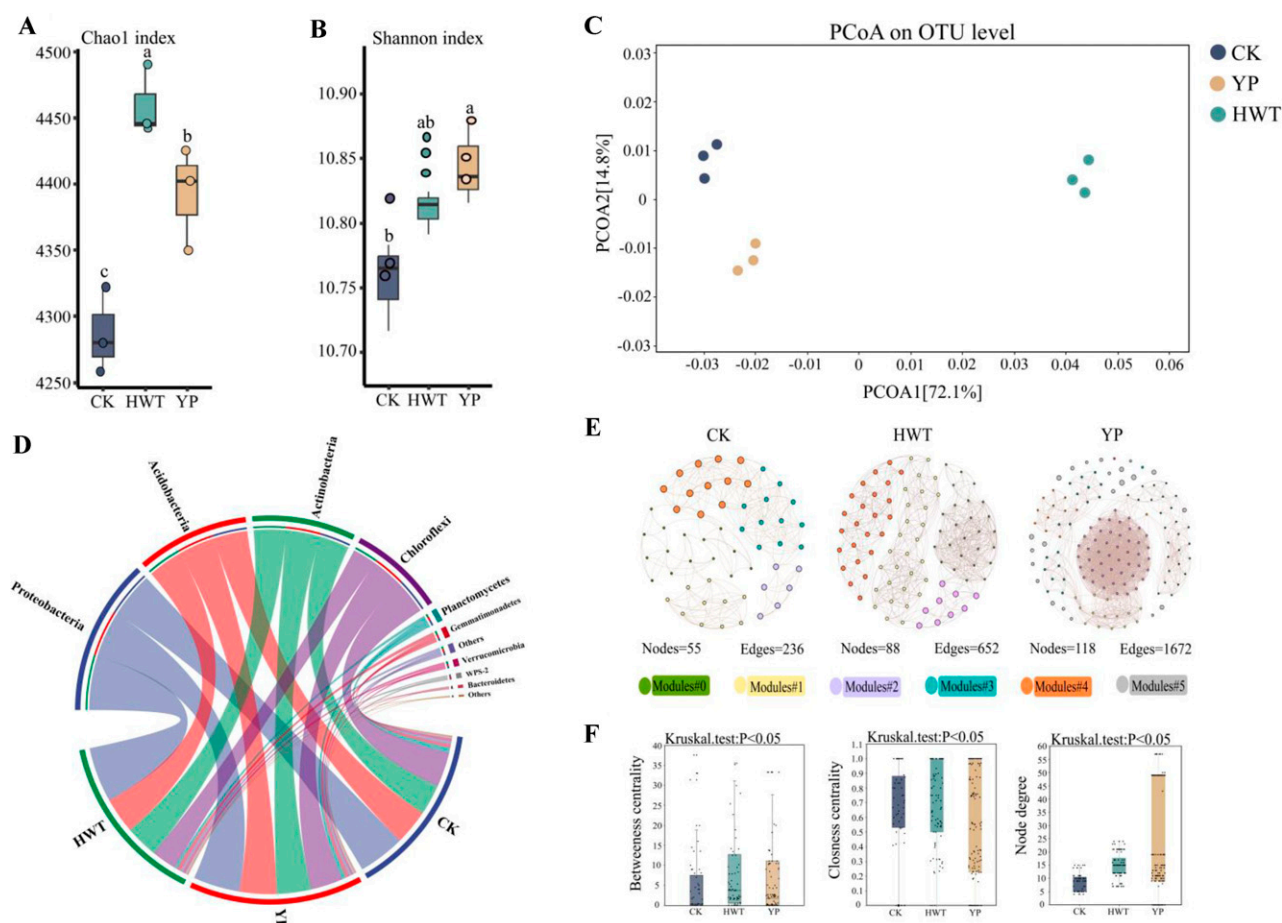 A
Chao1 index
4500
4450
4400
4350
4300
4250
a
b
c
CK HWT YP
B
Shannon index
10.90
10.85
10.80
10.75
10.70
a
ab
b
CK HWT YP
C
PCoA on OTU level
PCOA2[14.8%]
0.03
0.02
0.01
0
-0.01
-0.02
-0.03
-0.03 -0.02 0 0.01 0.02 0.03 0.04 0.05 0.06
PCOA1[72.1%]
CK
YP
HWT
D
Proteobacteria
Acidobacteria
Actinobacteria
Chloroflexi
Planctomycetes
Gemmatimonadetes
Others
Verrucomicrobia
WPS-2
Bacteroidetes
Others
HWT
CK
E
CK HWT YP
Nodes=55 Edges=236 Nodes=88 Edges=652 Nodes=118 Edges=1672
Modules#0 Modules#1 Modules#2 Modules#3 Modules#4 Modules#5
F
Kruskal.test:P<0.05
Betweeness centrality
40
35
30
25
20
15
10
5
0
CK HWT YP
Kruskal.test:P<0.05
Closness centrality
1.1
1.0
0.9
0.8
0.7
0.6
0.5
0.4
0.3
0.2
0.1
0
CK HWT YP
Kruskal.test:P<0.05
Node degree
60
55
50
45
40
35
30
25
20
15
10
5
0
CK HWT YP